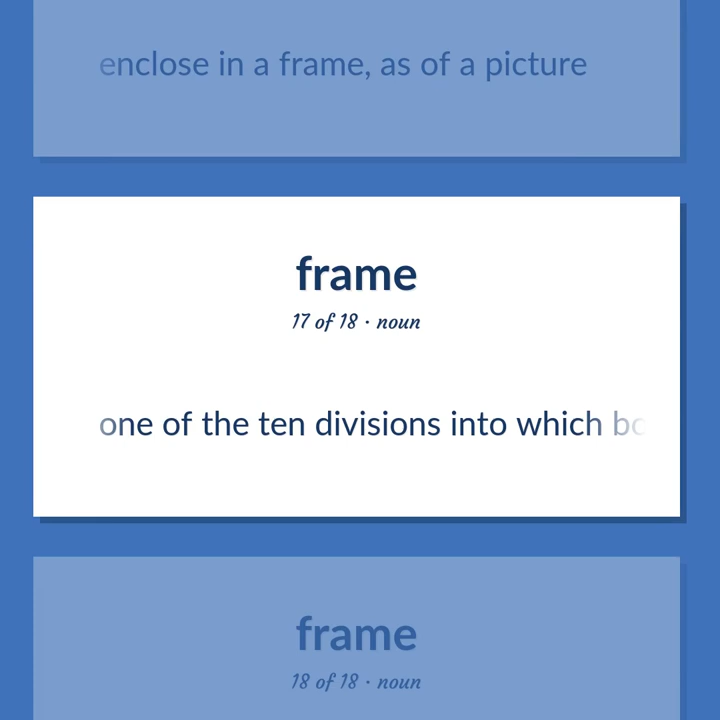 enclose in a frame, as of a picture
frame
17 of 18 · noun
one of the ten divisions into which
frame
18 of 18 · noun